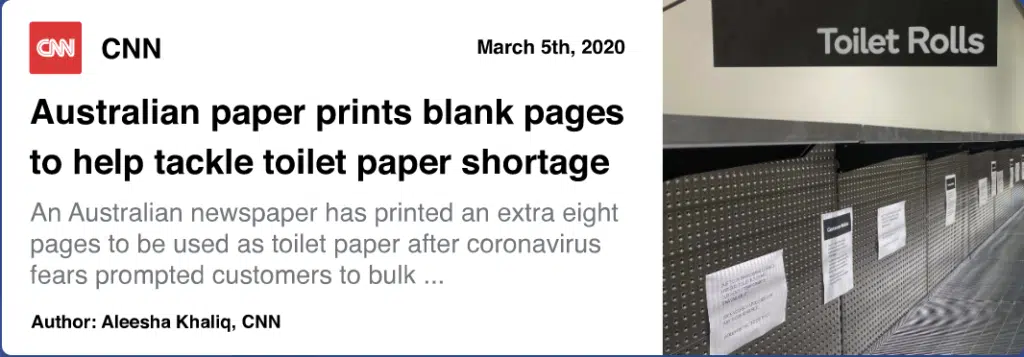 CNN
CNN
March 5th, 2020
Australian paper prints blank pages
to help tackle toilet paper shortage
An Australian newspaper has printed an extra eight
pages to be used as toilet paper after coronavirus
fears prompted customers to bulk ...
Author: Aleesha Khaliq, CNN
Toilet Rolls